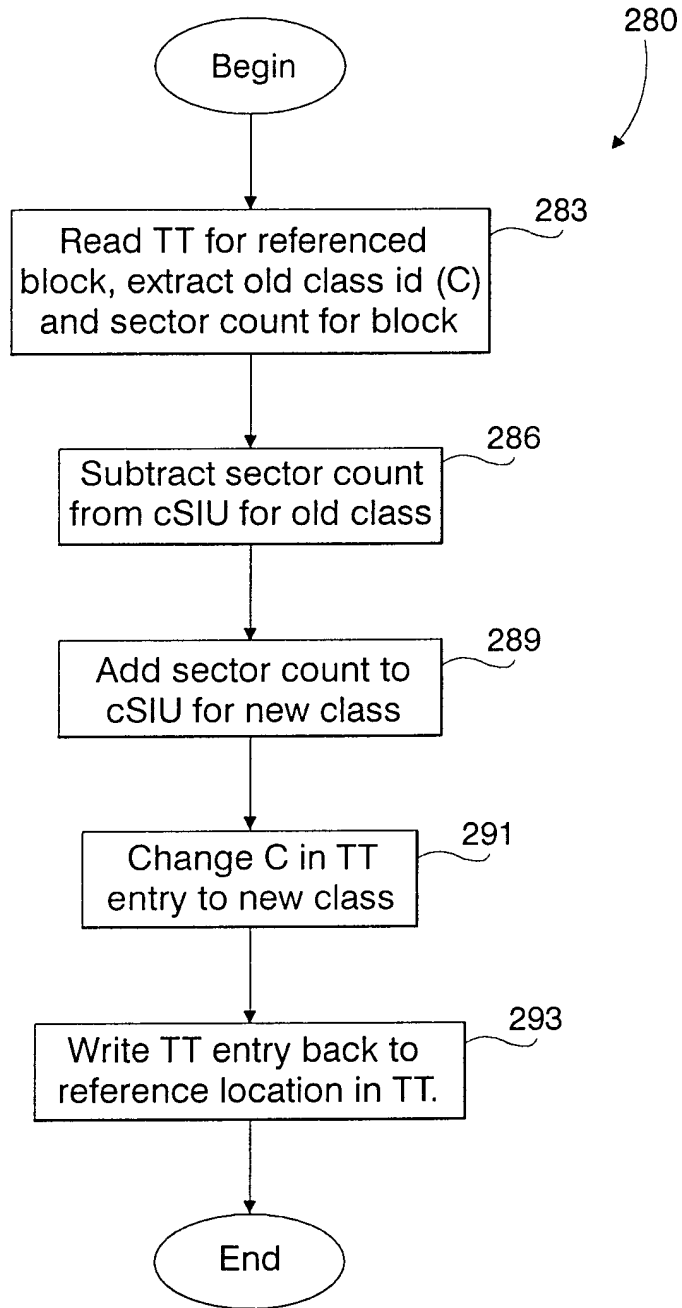 280
Begin
283
Read TT for referenced
block, extract old class id (C)
and sector count for block
286
Subtract sector count
from cSIU for old class
289
Add sector count to
cSIU for new class
291
Change C in TT
entry to new class
293
Write TT entry back to
reference location in TT.
End